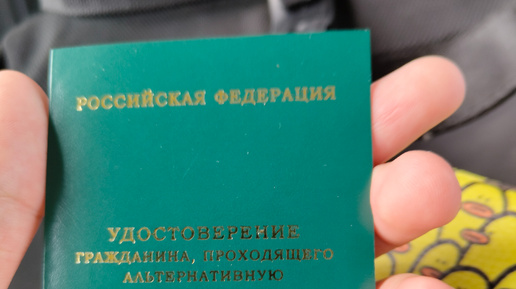 РОССИЙСКАЯ ФЕДЕРАЦИЯ
УДОСТОВЕРЕНИЕ
ГРАЖДАНИНА, ПРОХОДЯЩЕГО
АЛЬТЕРНАТИВНУЮ